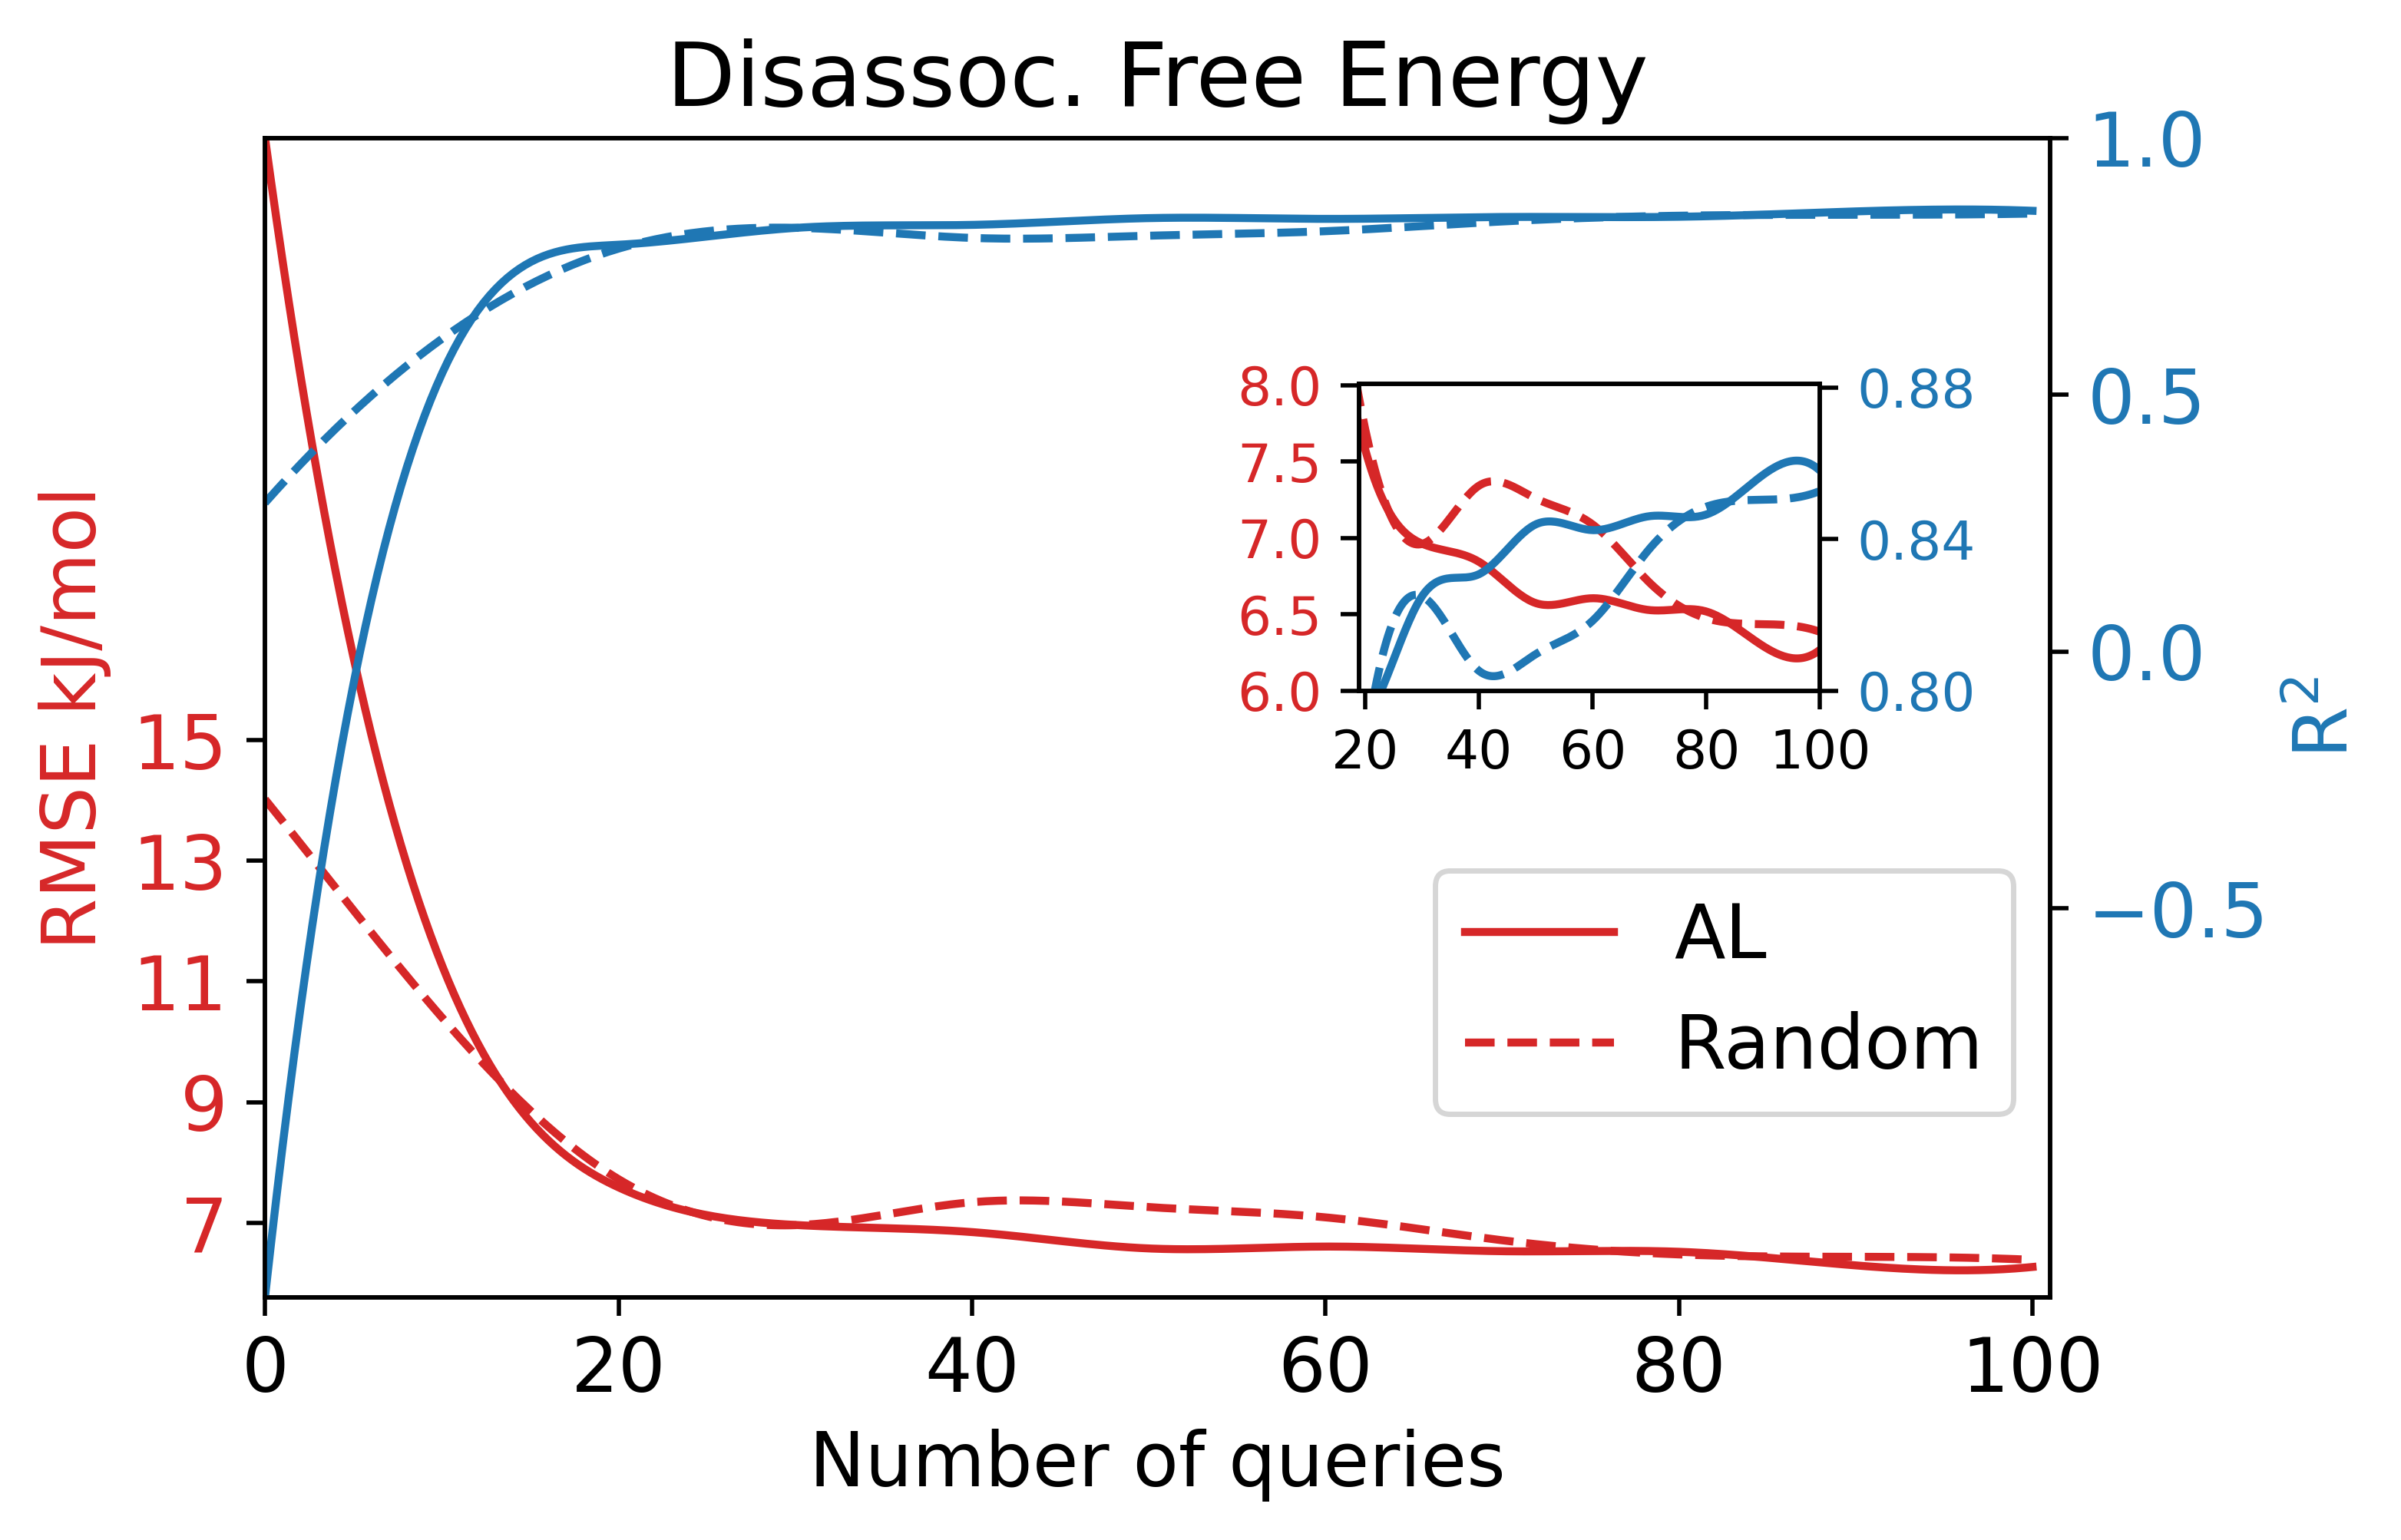 Disassoc. Free Energy
RMSE kJ/mol
15
13
11
9
7
1.0
0.5
0.0
−0.5
R²
8.0
7.5
7.0
6.5
6.0
0.88
0.84
0.80
20 40 60 80 100
AL
Random
0 20 40 60 80 100
Number of queries